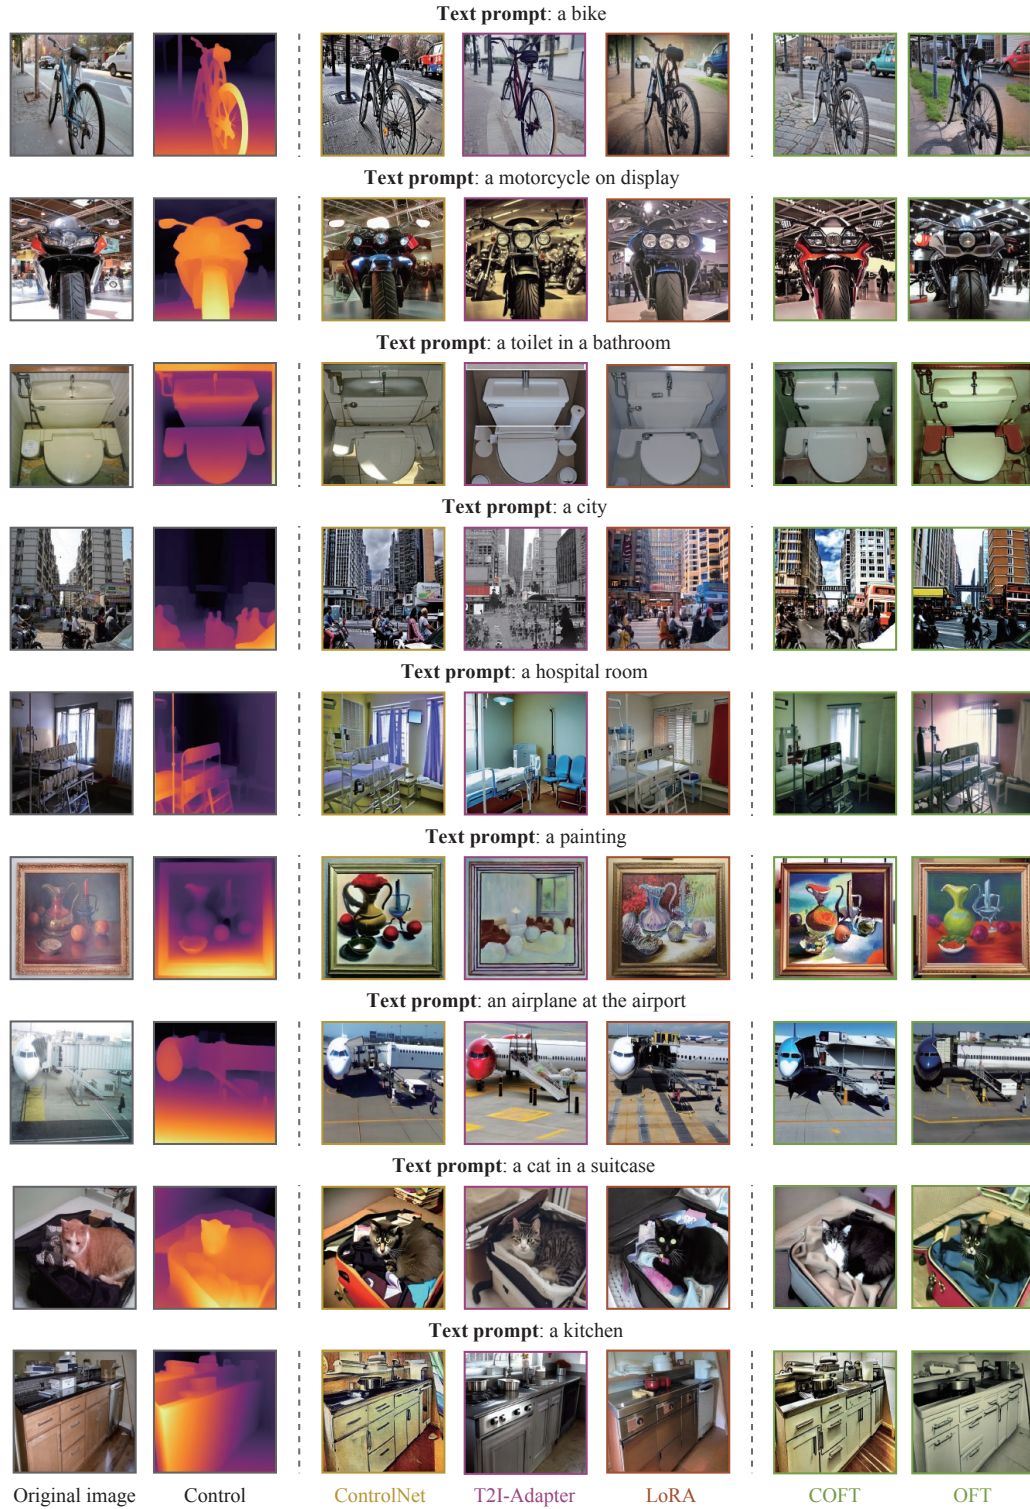 Text prompt: a bike
Text prompt: a motorcycle on display
Text prompt: a toilet in a bathroom
Text prompt: a city
Text prompt: a hospital room
Text prompt: a painting
Text prompt: an airplane at the airport
Text prompt: a cat in a suitcase
Text prompt: a kitchen
Original image Control ControlNet T2I-Adapter LoRA COFT OFT